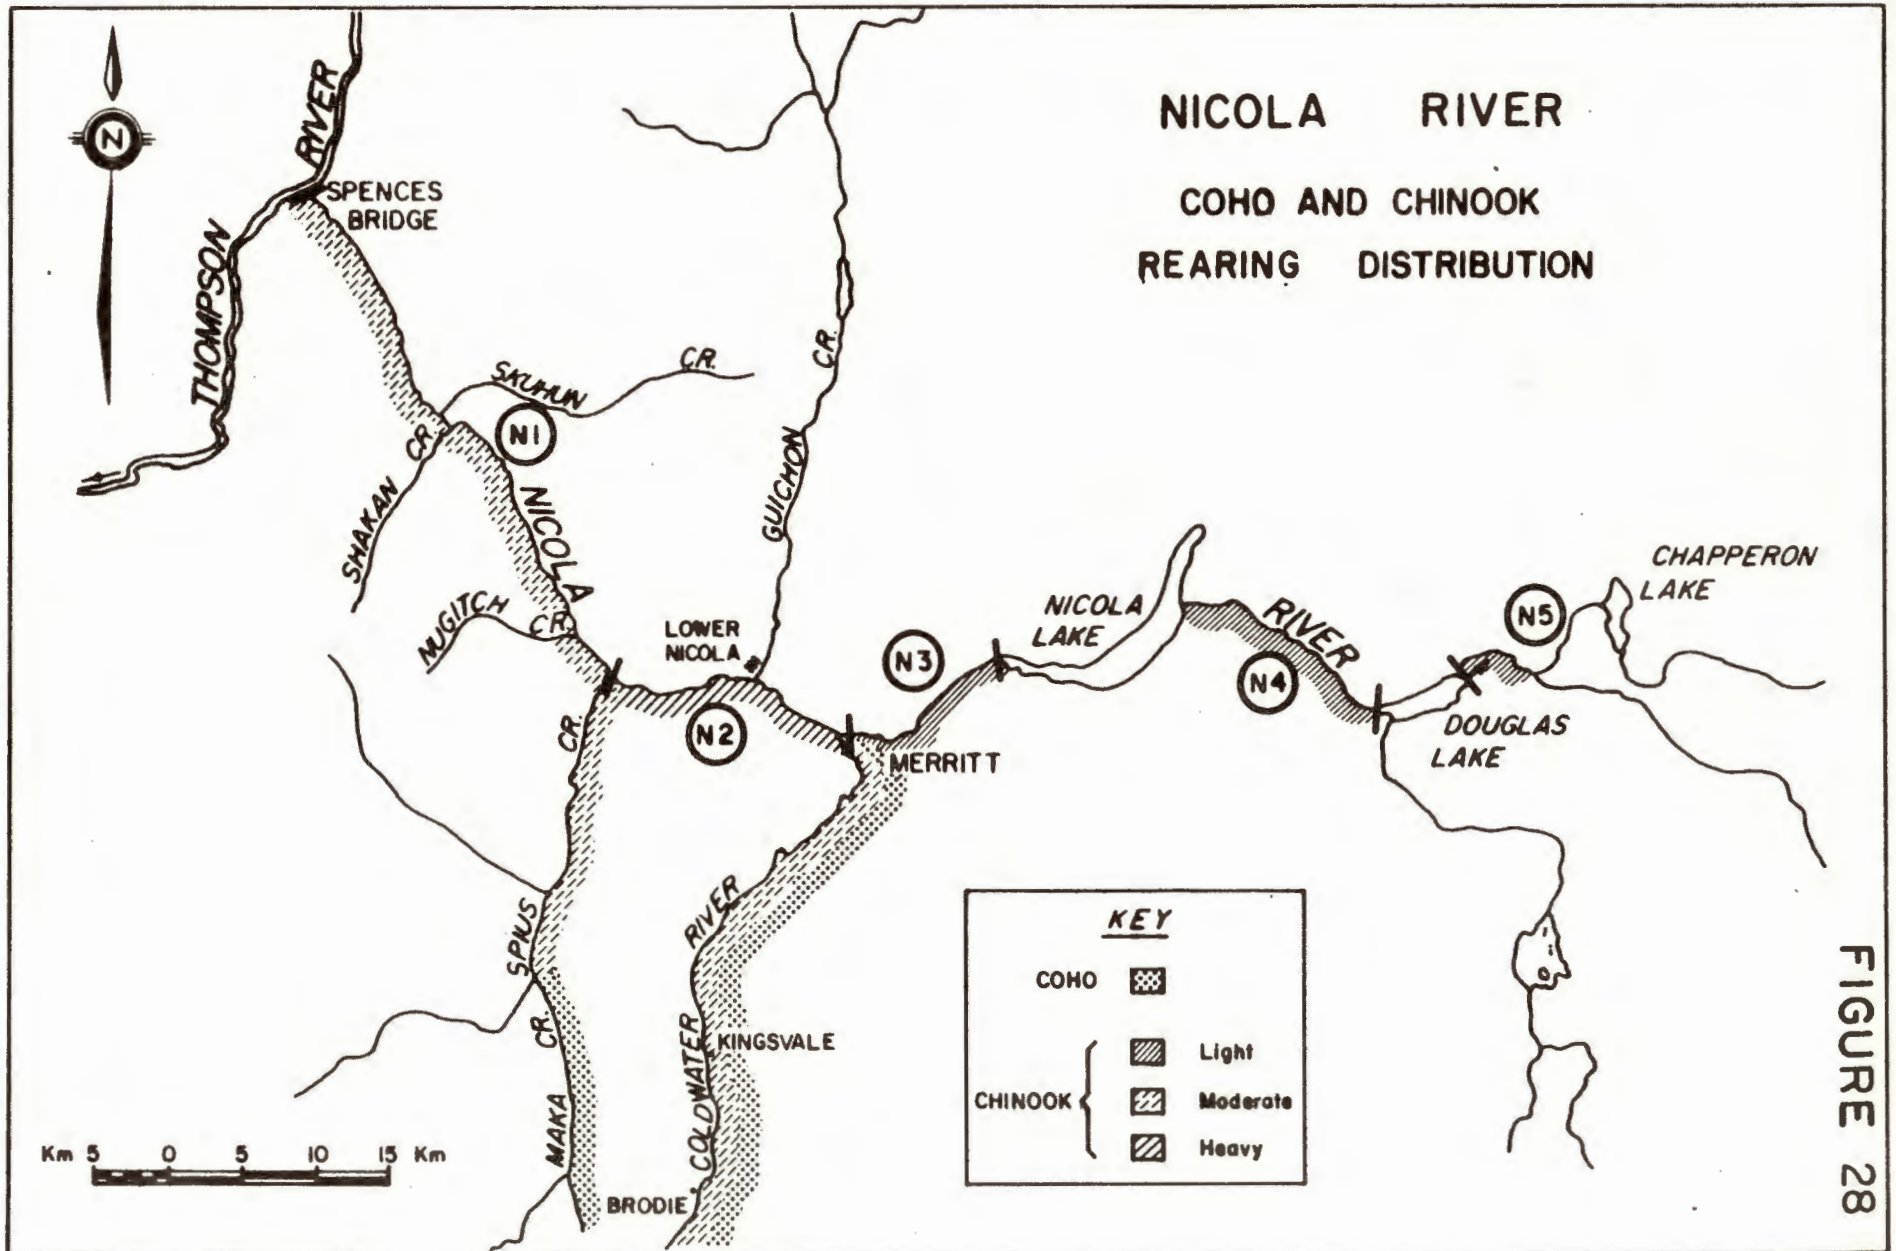 NICOLA RIVER
COHO AND CHINOOK
REARING DISTRIBUTION
N
THOMPSON RIVER
SPENCES
BRIDGE
SKUHUN CR.
N1
SHAKAN CR.
NICOLA
NUGITCH CR.
GUICHON CR.
LOWER
NICOLA
N2
N3
NICOLA
LAKE
RIVER
N4
N5
CHAPPERON
LAKE
DOUGLAS
LAKE
MERRITT
SPIUS CR.
MAKA CR.
COLDWATER RIVER
KINGSVALE
BRODIE
KEY
COHO
CHINOOK
Light
Moderate
Heavy
Km 5 0 5 10 15 Km
FIGURE 28